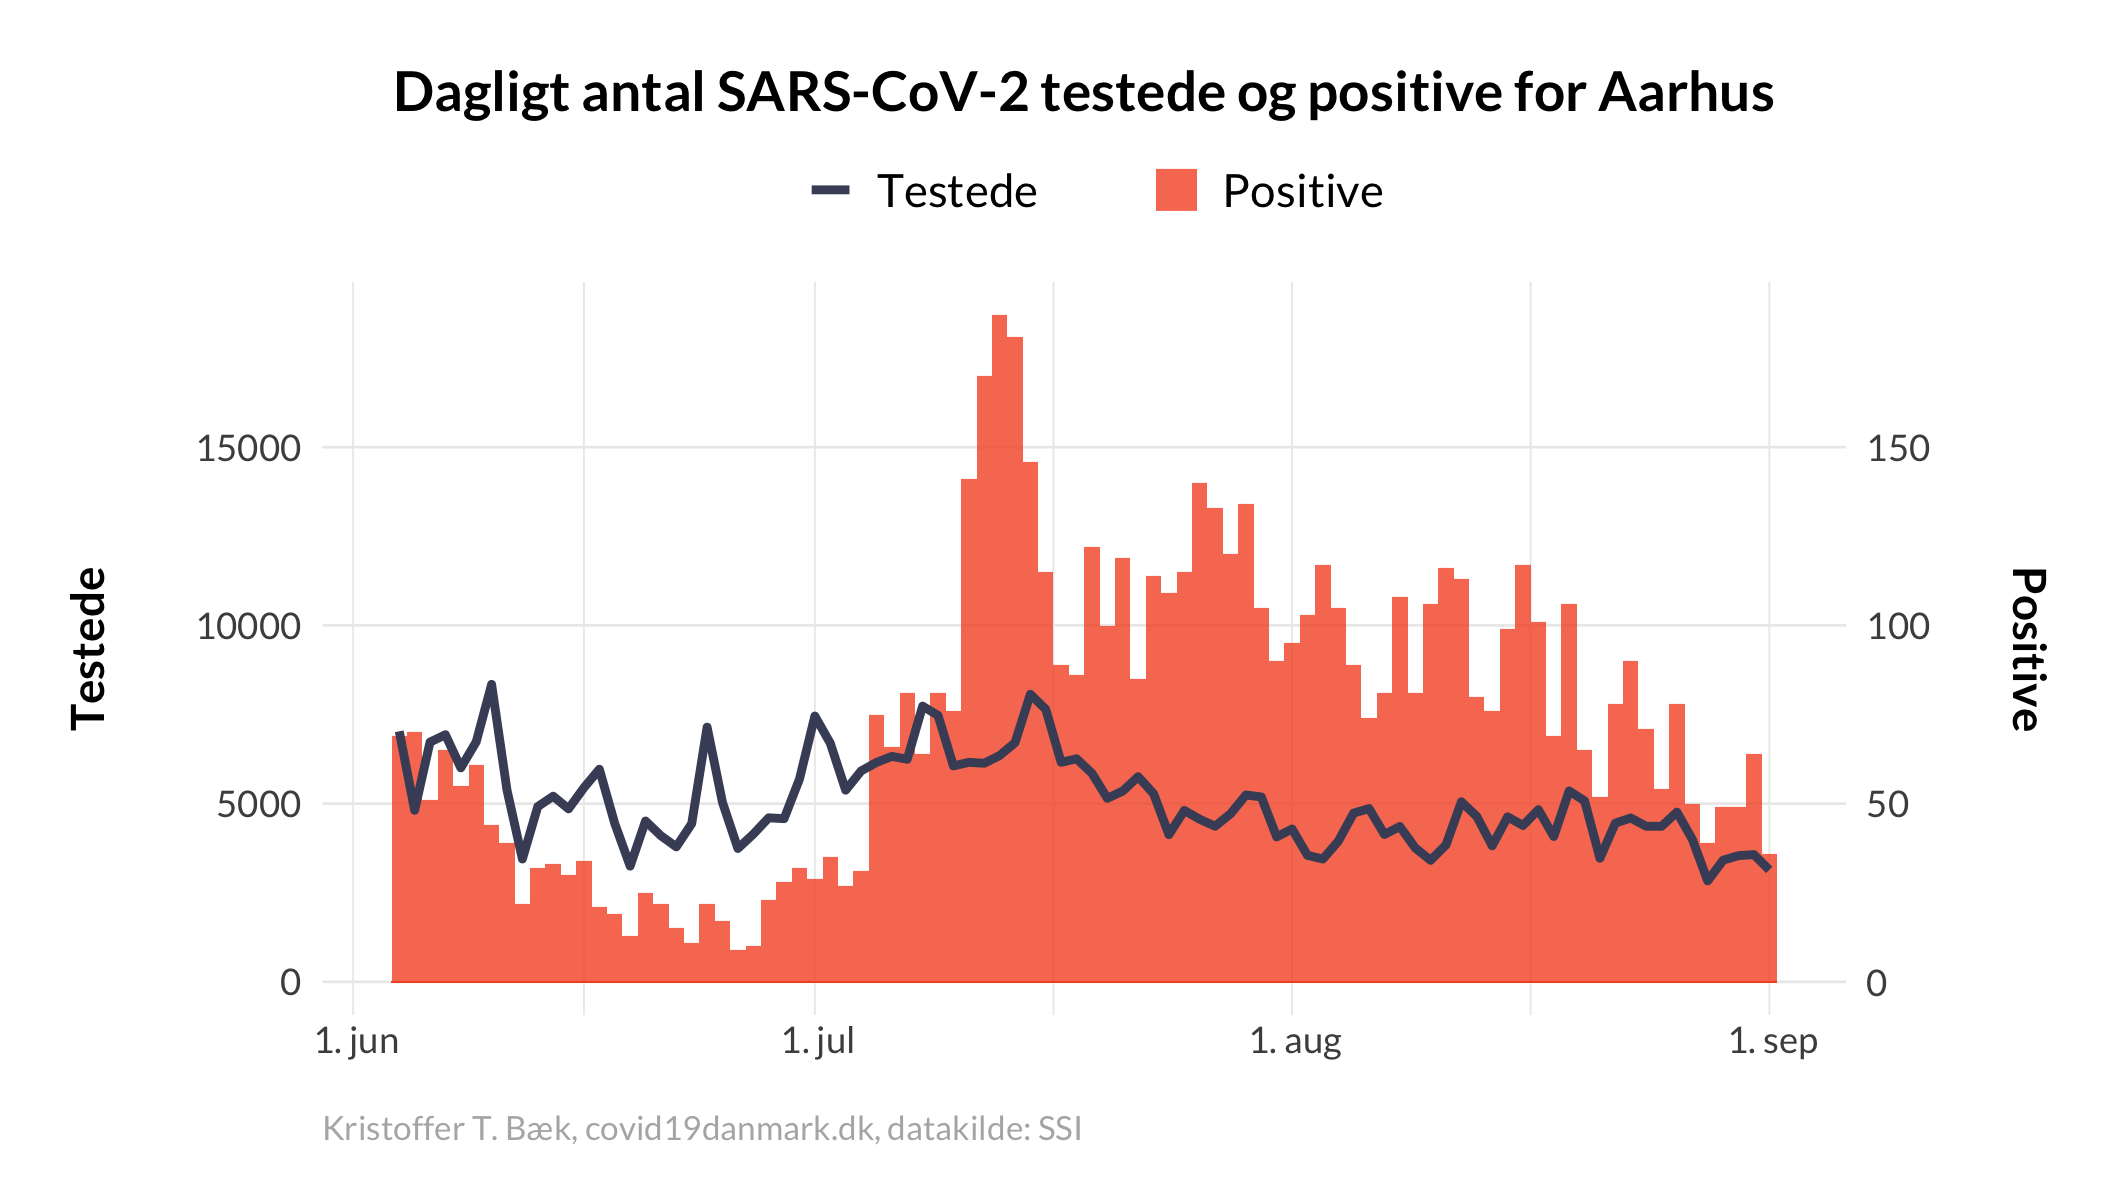 Dagligt antal SARS-CoV-2 testede og positive for Aarhus
Testede
Positive
Testede
15000
10000
5000
0
150
100
50
0
Positive
1. jun
1. jul
1. aug
1. sep
Kristoffer T. Bæk, covid19danmark.dk, datakilde: SSI